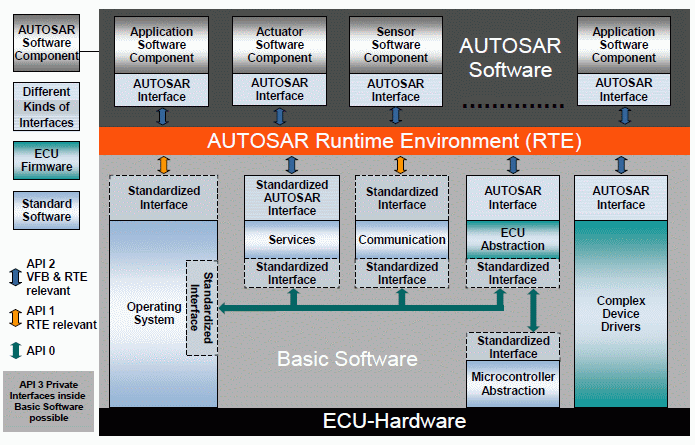 AUTOSAR
Software
Component
Different
Kinds of
Interfaces
ECU
Firmware
Standard
Software
API 2
VFB & RTE
relevant
API 1
RTE relevant
API 0
API 3 Private
Interfaces inside
Basic Software
possible
Application
Software
Component
AUTOSAR
Interface
Actuator
Software
Component
AUTOSAR
Interface
Sensor
Software
Component
AUTOSAR
Interface
AUTOSAR
Software
..............
Application
Software
Component
AUTOSAR
Interface
AUTOSAR Runtime Environment (RTE)
Standardized
Interface
Operating
System
Standardized
Interface
Standardized
AUTOSAR
Interface
Services
Standardized
Interface
Standardized
Interface
Communication
Standardized
Interface
AUTOSAR
Interface
ECU
Abstraction
Standardized
Interface
Standardized
Interface
Microcontroller
Abstraction
AUTOSAR
Interface
Complex
Device
Drivers
Basic Software
ECU-Hardware